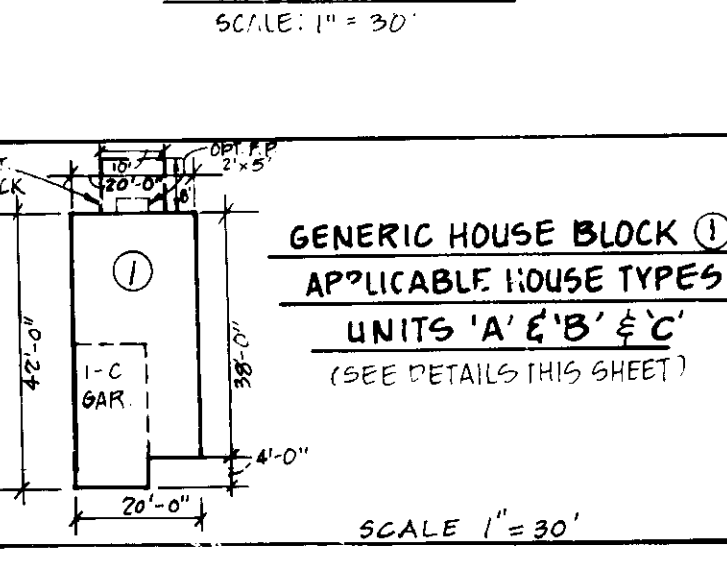 SCALE: 1" = 30'
OPT. F.P.
2' x 5'
10'
20'-0"
8'
GENERIC HOUSE BLOCK ①
APPLICABLE HOUSE TYPES
UNITS 'A' & 'B' & 'C'
(SEE DETAILS THIS SHEET)
①
42'-0"
38'-0"
1-C
GAR.
4'-0"
20'-0"
SCALE 1" = 30'